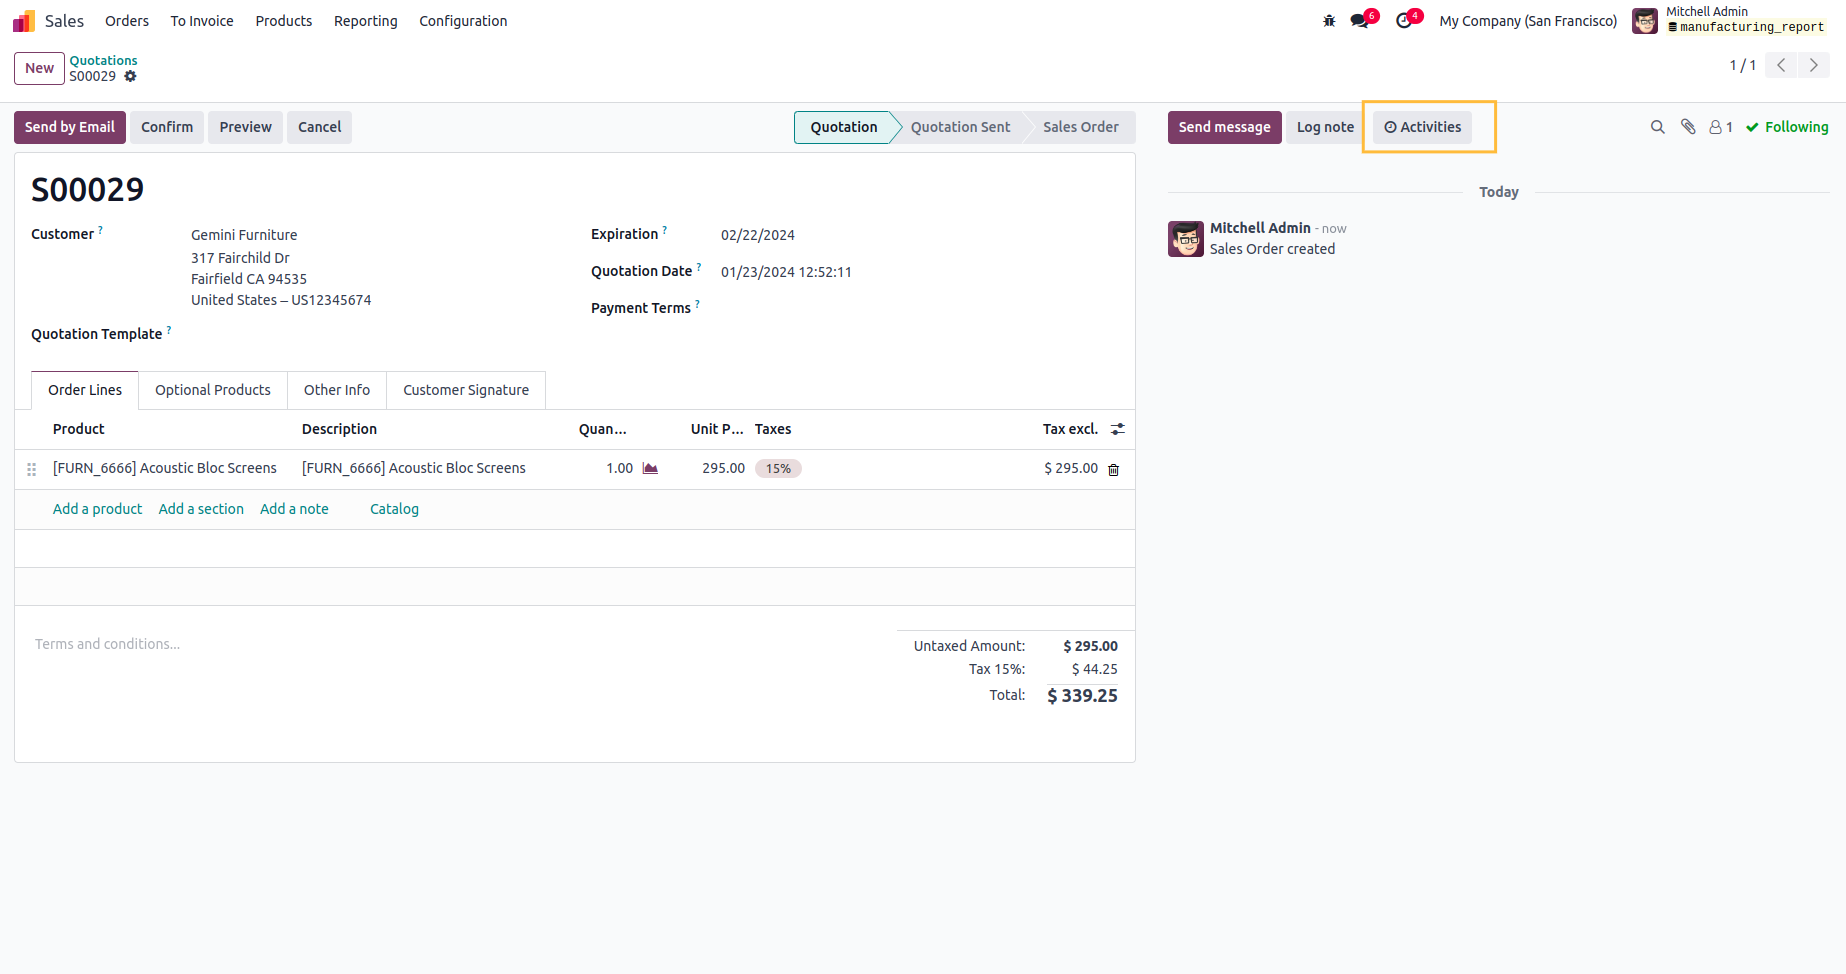 Sales Orders To Invoice Products Reporting Configuration 6 4 My Company (San Francisco) Mitchell Admin
manufacturing_report
New Quotations
S00029 1 / 1
Send by Email Confirm Preview Cancel Quotation Quotation Sent Sales Order Send message Log note Activities 1 Following
S00029
Today
Customer ? Gemini Furniture Expiration ? 02/22/2024
Mitchell Admin - now
Sales Order created
317 Fairchild Dr
Fairfield CA 94535 Quotation Date ? 01/23/2024 12:52:11
United States – US12345674
Payment Terms ?
Quotation Template ?
Order Lines Optional Products Other Info Customer Signature
Product Description Quan... Unit P... Taxes Tax excl.
[FURN_6666] Acoustic Bloc Screens [FURN_6666] Acoustic Bloc Screens 1.00 295.00 15% $ 295.00
Add a product Add a section Add a note Catalog
Terms and conditions...
Untaxed Amount: $ 295.00
Tax 15%: $ 44.25
Total: $ 339.25